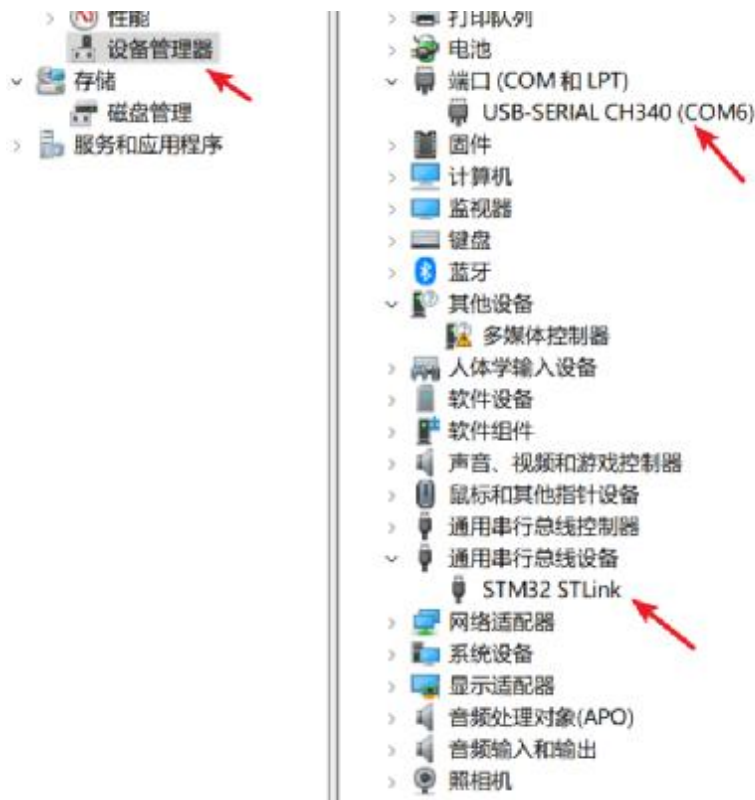 性能
设备管理器
存储
磁盘管理
服务和应用程序
打印队列
电池
端口 (COM 和 LPT)
USB-SERIAL CH340 (COM6)
固件
计算机
监视器
键盘
蓝牙
其他设备
多媒体控制器
人体学输入设备
软件设备
软件组件
声音、视频和游戏控制器
鼠标和其他指针设备
通用串行总线控制器
通用串行总线设备
STM32 STLink
网络适配器
系统设备
显示适配器
音频处理对象(APO)
音频输入和输出
照相机